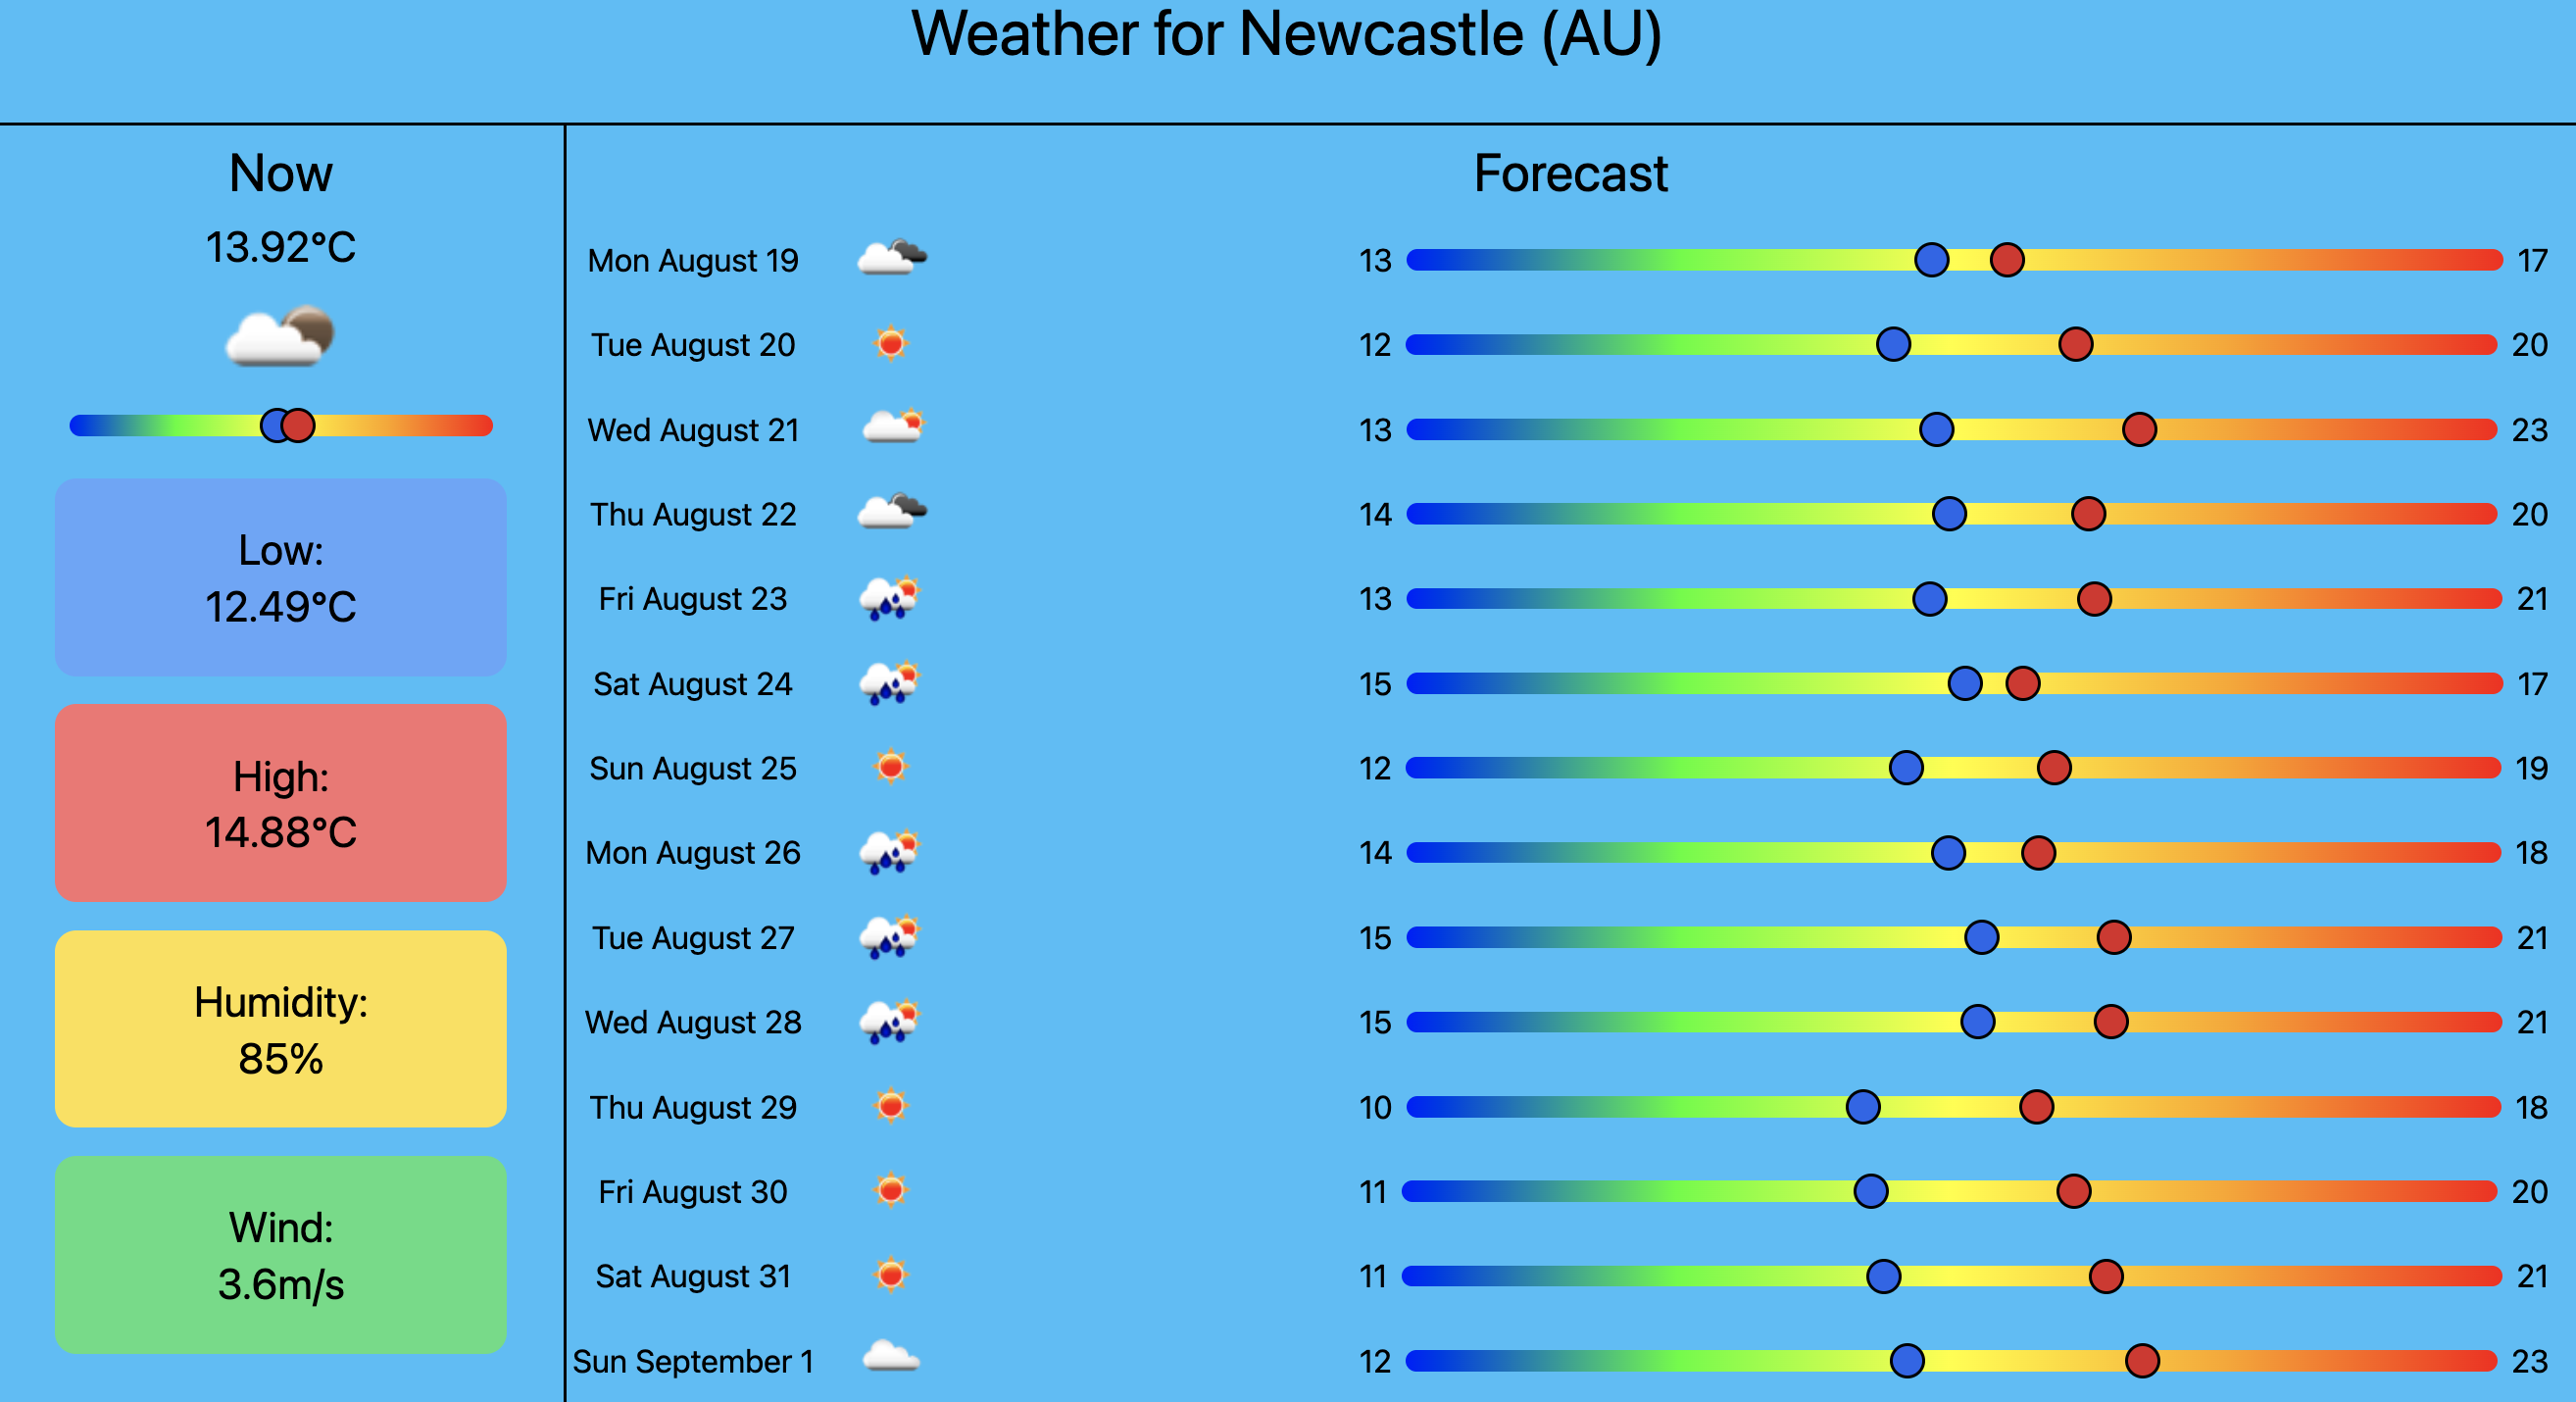 Weather for Newcastle (AU)
Now
13.92°C
Low:
12.49°C
High:
14.88°C
Humidity:
85%
Wind:
3.6m/s
Forecast
Mon August 19 13 17
Tue August 20 12 20
Wed August 21 13 23
Thu August 22 14 20
Fri August 23 13 21
Sat August 24 15 17
Sun August 25 12 19
Mon August 26 14 18
Tue August 27 15 21
Wed August 28 15 21
Thu August 29 10 18
Fri August 30 11 20
Sat August 31 11 21
Sun September 1 12 23